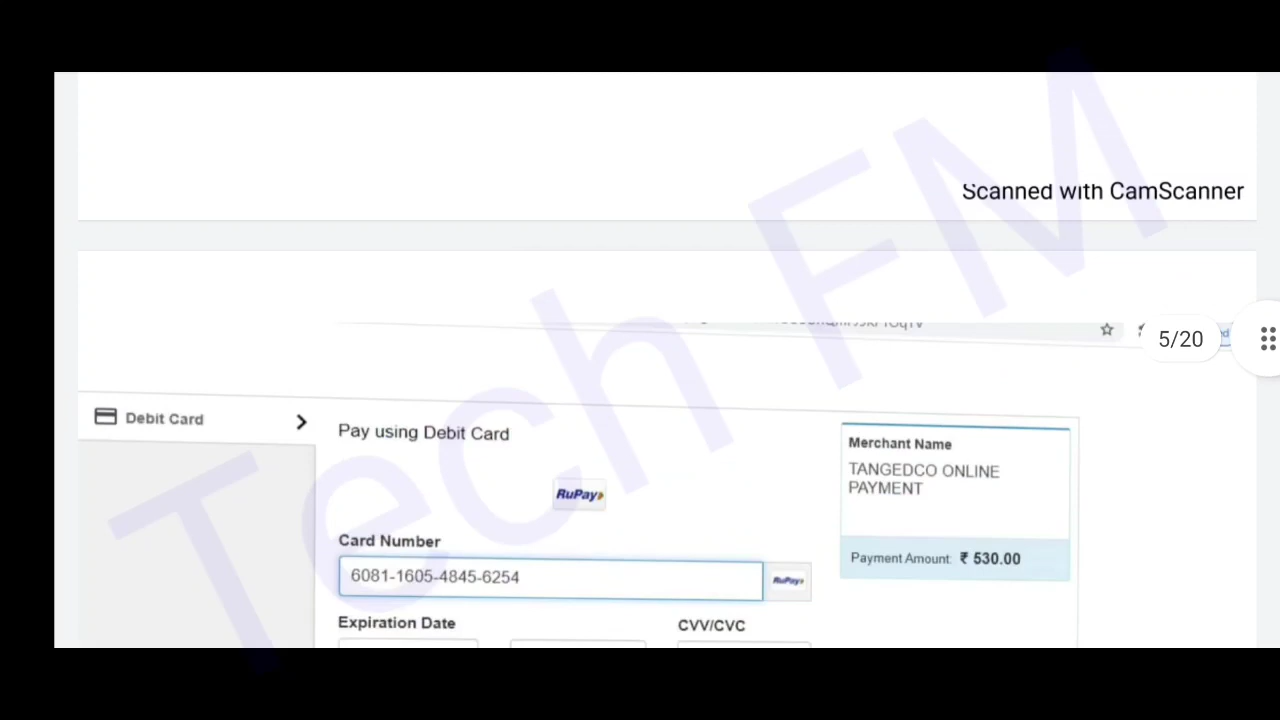 Scanned with CamScanner
5/20
Debit Card
Pay using Debit Card
RuPay
Card Number
6081-1605-4845-6254
RuPay
Expiration Date
CVV/CVC
Merchant Name
TANGEDCO ONLINE
PAYMENT
Payment Amount: ₹ 530.00
Tech FM